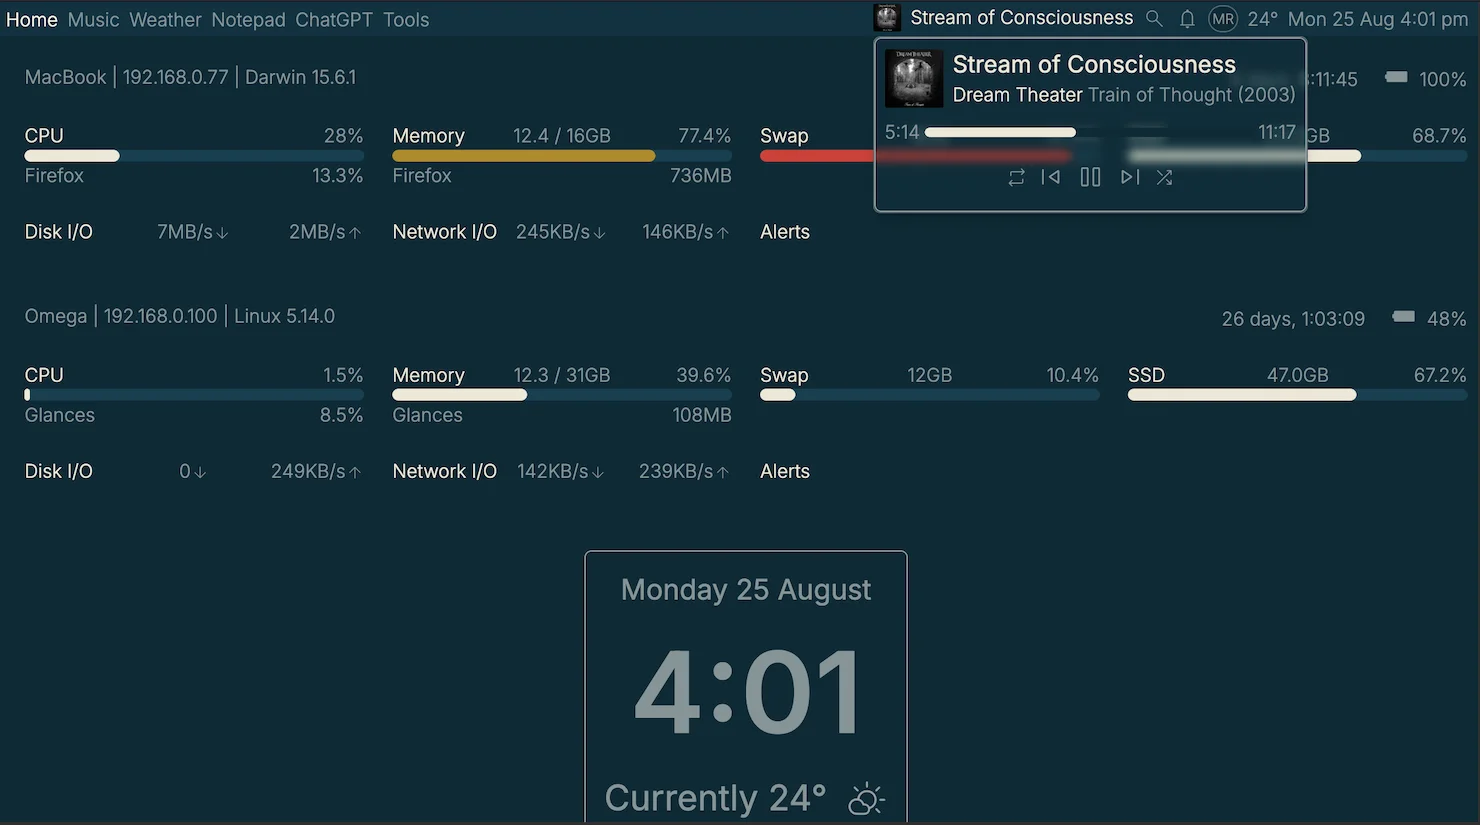 Home Music Weather Notepad ChatGPT Tools
Stream of Consciousness MR 24° Mon 25 Aug 4:01 pm
Stream of Consciousness
Dream Theater Train of Thought (2003)
5:14 11:17
MacBook | 192.168.0.77 | Darwin 15.6.1
:11:45 100%
CPU 28%
Firefox 13.3%
Memory 12.4 / 16GB 77.4%
Firefox 736MB
Swap
GB 68.7%
Disk I/O 7MB/s↓ 2MB/s↑
Network I/O 245KB/s↓ 146KB/s↑
Alerts
Omega | 192.168.0.100 | Linux 5.14.0
26 days, 1:03:09 48%
CPU 1.5%
Glances 8.5%
Memory 12.3 / 31GB 39.6%
Glances 108MB
Swap 12GB 10.4%
SSD 47.0GB 67.2%
Disk I/O 0↓ 249KB/s↑
Network I/O 142KB/s↓ 239KB/s↑
Alerts
Monday 25 August
4:01
Currently 24°